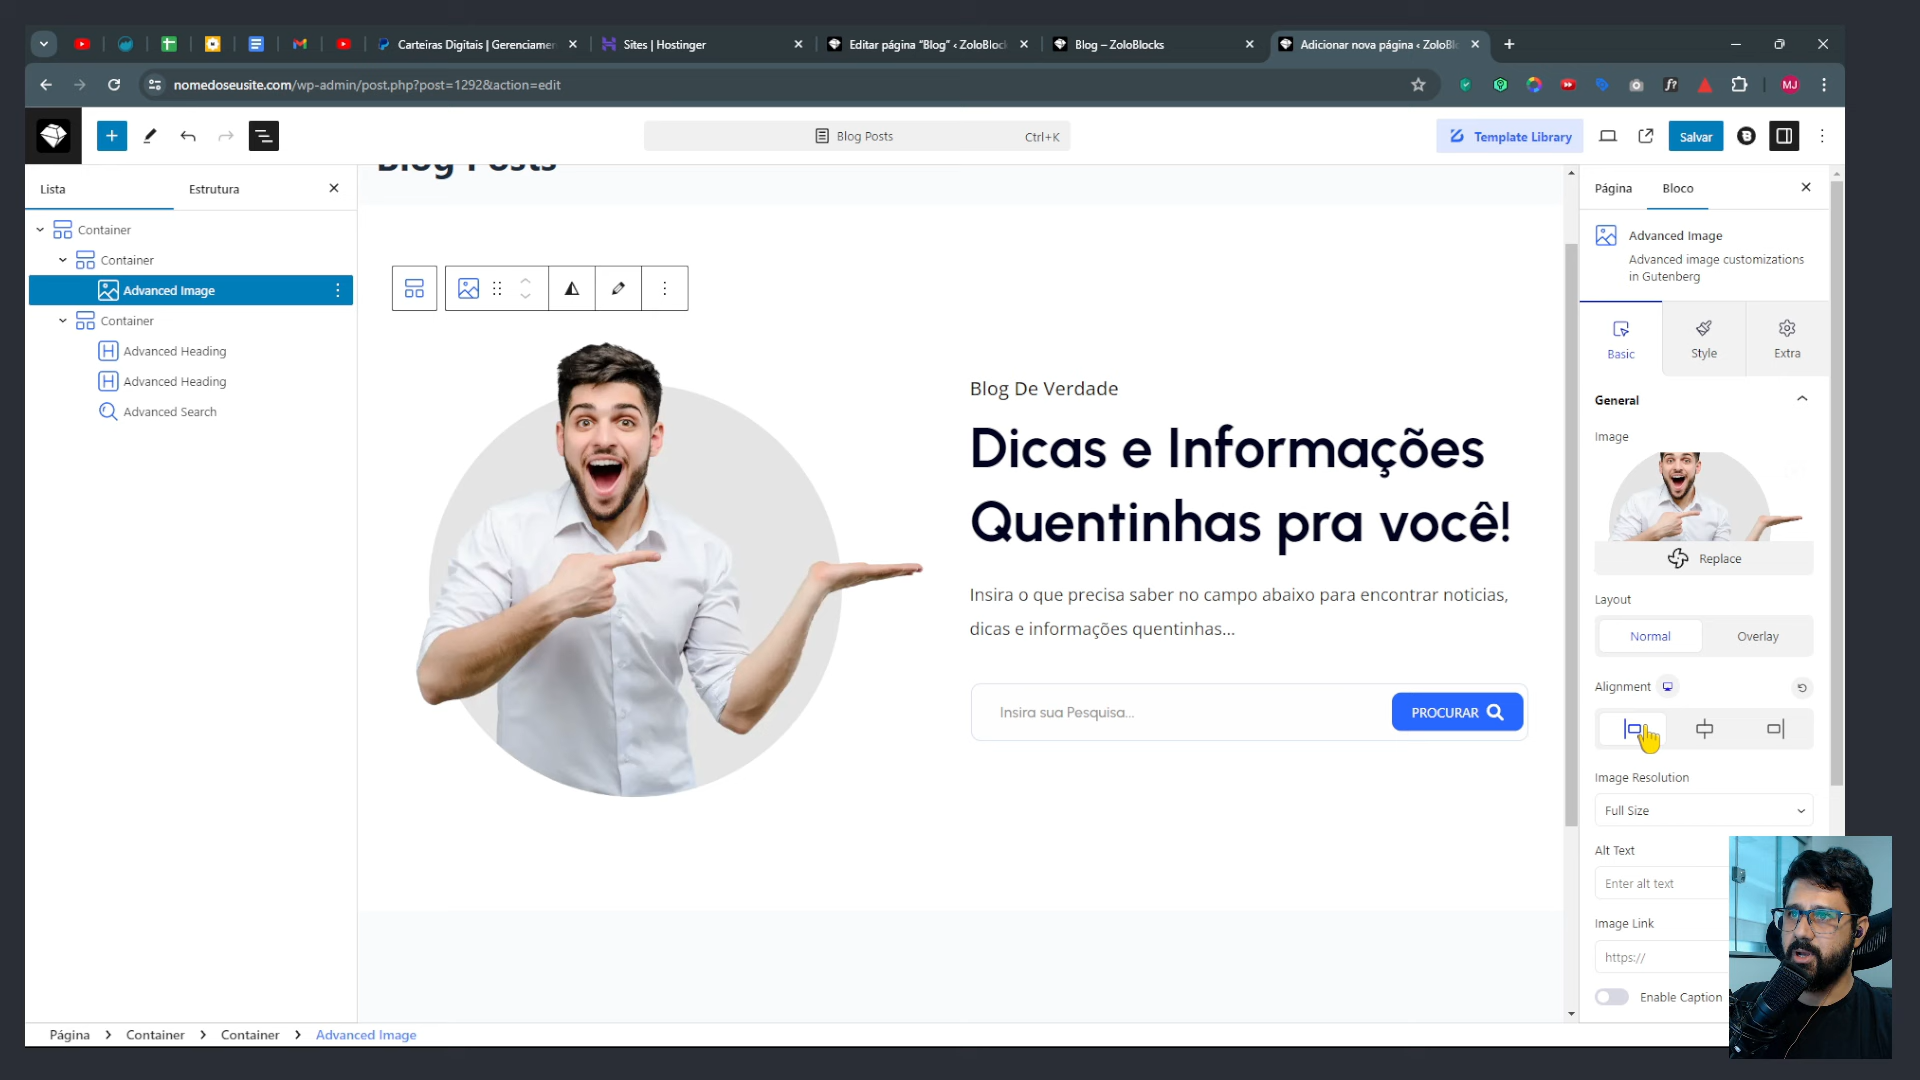 Carteiras Digitais | Gerenciamen
Sites | Hostinger
Editar página “Blog” ‹ ZoloBlock
Blog – ZoloBlocks
Adicionar nova página ‹ ZoloBl
nomedoseusite.com/wp-admin/post.php?post=1292&action=edit
MJ
Blog Posts
Ctrl+K
Template Library
Salvar
Lista
Estrutura
Container
Container
Advanced Image
Container
Advanced Heading
Advanced Heading
Advanced Search
Blog Posts
Blog De Verdade
Dicas e Informações
Quentinhas pra você!
Insira o que precisa saber no campo abaixo para encontrar noticias,
dicas e informações quentinhas...
Insira sua Pesquisa...
PROCURAR
Página
Bloco
Advanced Image
Advanced image customizations
in Gutenberg
Basic
Style
Extra
General
Image
Replace
Layout
Normal
Overlay
Alignment
Image Resolution
Full Size
Alt Text
Enter alt text
Image Link
https://
Enable Caption
Página
Container
Container
Advanced Image